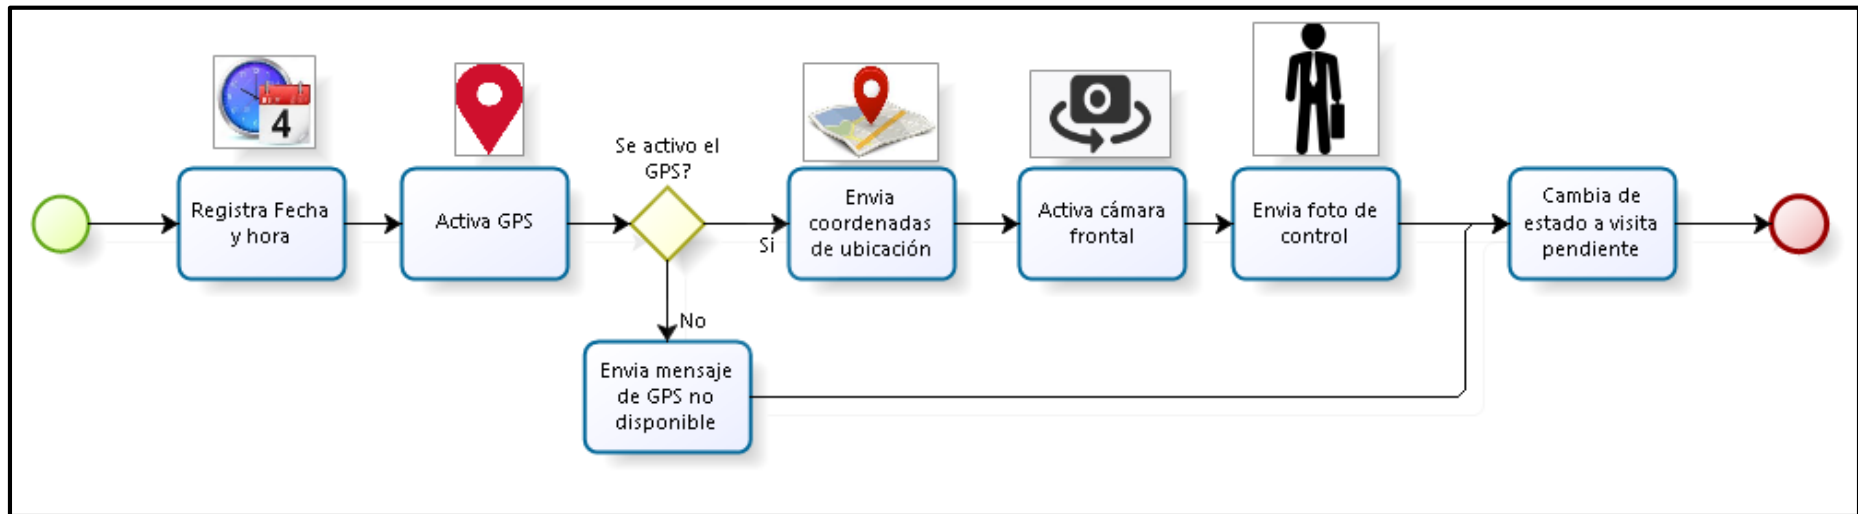 4
Registra Fecha
y hora
Activa GPS
Se activo el
GPS?
Si
No
Envia mensaje
de GPS no
disponible
Envia
coordenadas
de ubicación
Activa cámara
frontal
Envia foto de
control
Cambia de
estado a visita
pendiente